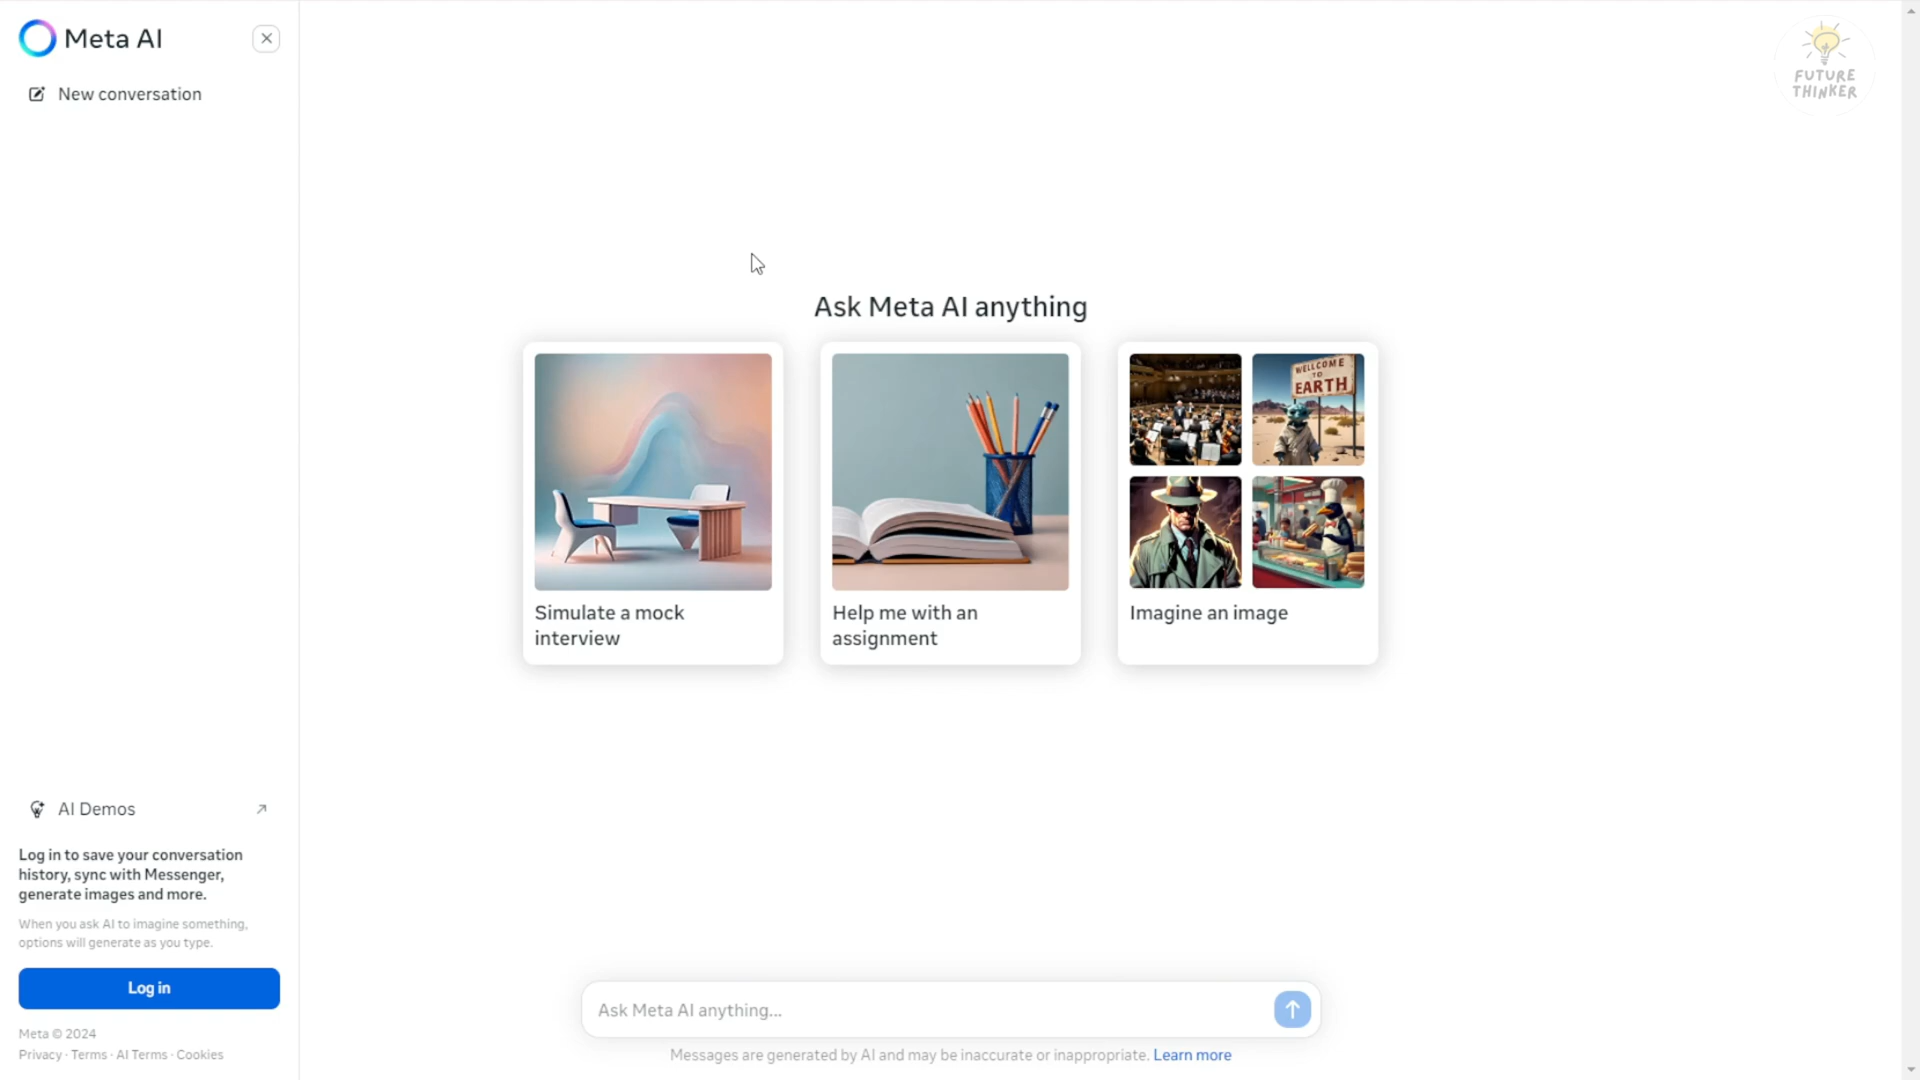 Meta AI
New conversation
FUTURE
THINKER
Ask Meta AI anything
WELLCOME
TO
EARTH
Simulate a mock
interview
Help me with an
assignment
Imagine an image
AI Demos
Log in to save your conversation
history, sync with Messenger,
generate images and more.
When you ask AI to imagine something,
options will generate as you type.
Log in
Meta © 2024
Privacy · Terms · AI Terms · Cookies
Ask Meta AI anything...
Messages are generated by AI and may be inaccurate or inappropriate. Learn more